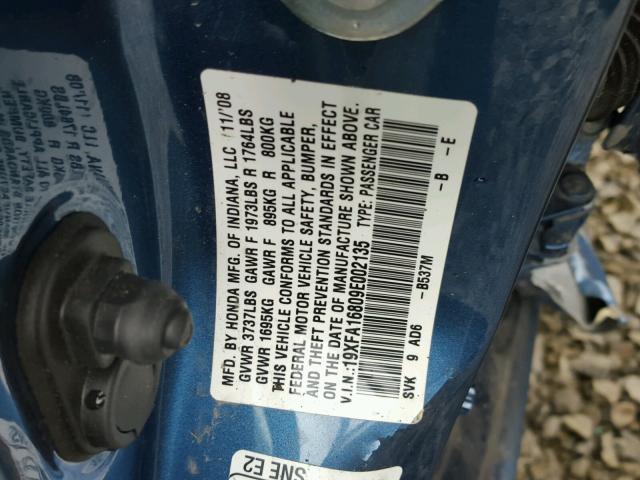 MFD. BY HONDA MFG. OF INDIANA, LLC 11/'08
GVWR 3737LBS GAWR F 1973LBS R 1764LBS
GVWR 1695KG GAWR F 895KG R 800KG
THIS VEHICLE CONFORMS TO ALL APPLICABLE
FEDERAL MOTOR VEHICLE SAFETY, BUMPER,
AND THEFT PREVENTION STANDARDS IN EFFECT
ON THE DATE OF MANUFACTURE SHOWN ABOVE.
V.I.N.:19XFA16809E002135 TYPE: PASSENGER CAR
SVK 9 AD6 -B537M -B -E
SNE E2